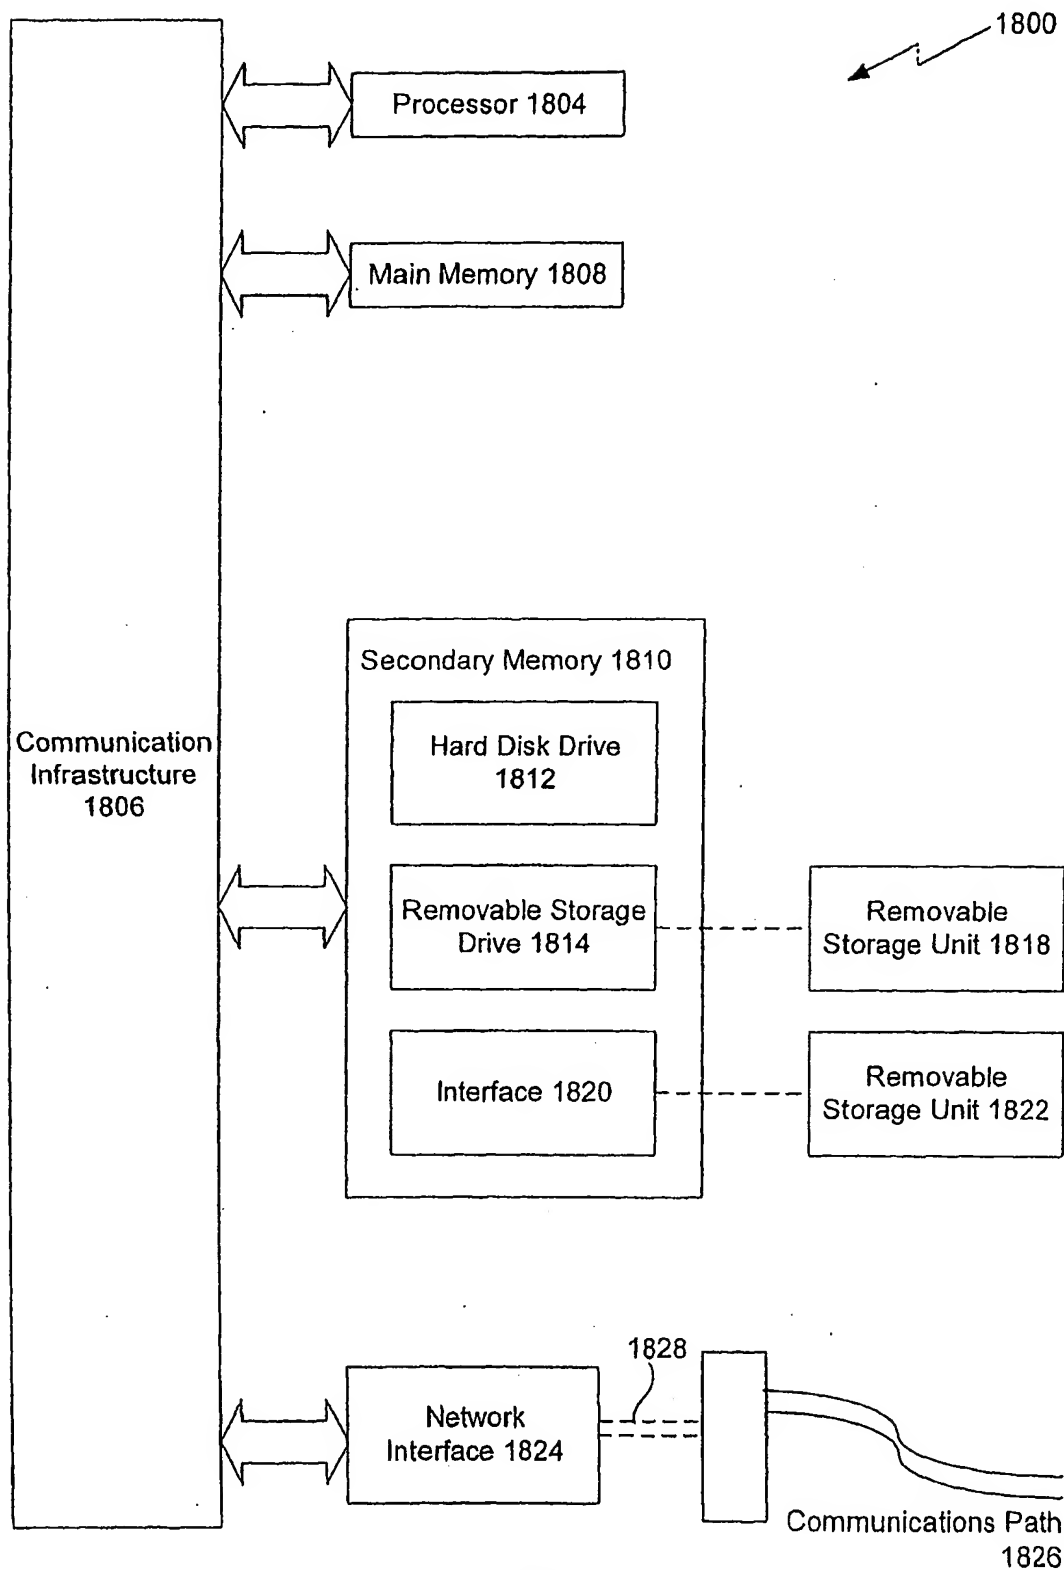 1800
Processor 1804
Main Memory 1808
Secondary Memory 1810
Hard Disk Drive
1812
Communication
Infrastructure
1806
Removable Storage
Drive 1814
Removable
Storage Unit 1818
Interface 1820
Removable
Storage Unit 1822
1828
Network
Interface 1824
Communications Path
1826